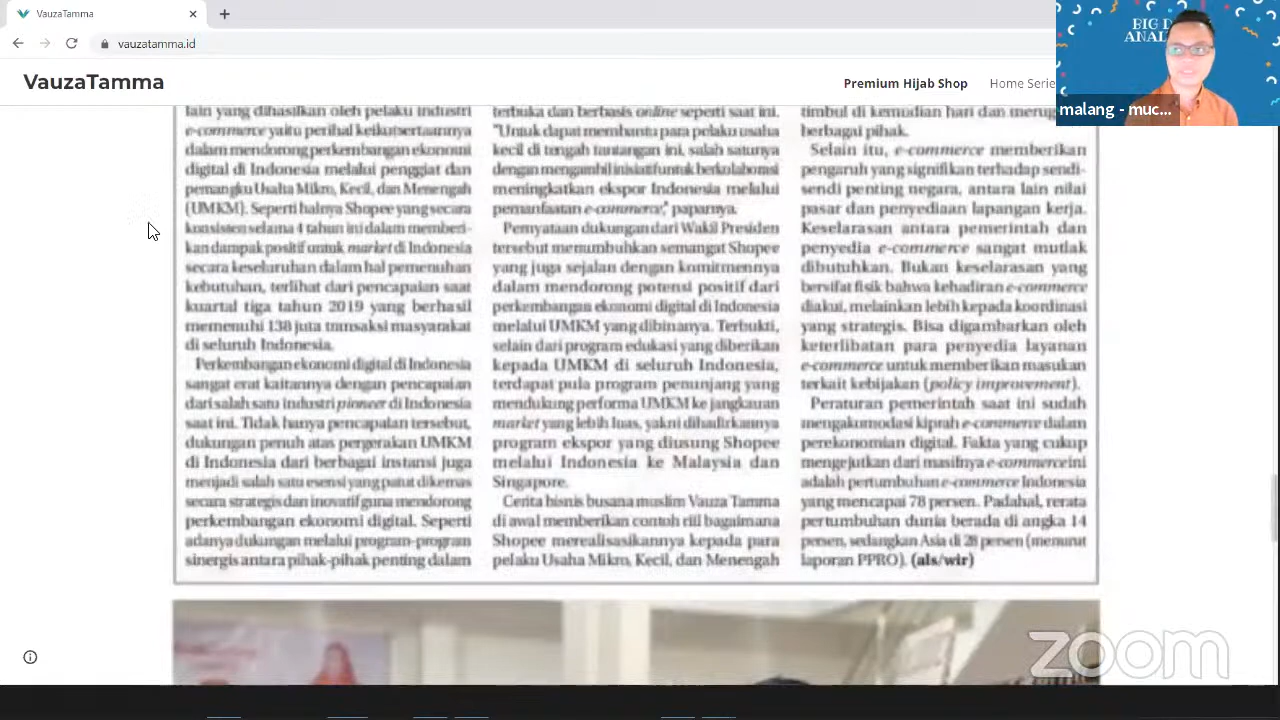 VauzaTamma
vauzatamma.id
VauzaTamma
Premium Hijab Shop
Home Serie
BIG D
ANAL
malang - muc...
lain yang dihasilkan oleh pelaku industri
e-commerce yaitu perihal keikutsertaannya
dalam mendorong perkembangan ekonomi
digital di Indonesia melalui penggiat dan
pemangku Usaha Mikro, Kecil, dan Menengah
(UMKM). Seperti halnya Shopee yang secara
konsisten selama 4 tahun ini dalam memberi-
kan dampak positif untuk market di Indonesia
secara keseluruhan dalam hal pemenuhan
kebutuhan, terlihat dari pencapaian saat
kuartal tiga tahun 2019 yang berhasil
memenuhi 138 juta transaksi masyarakat
di seluruh Indonesia.
Perkembangan ekonomi digital di Indonesia
sangat erat kaitannya dengan pencapaian
dari salah satu industri pioneer di Indonesia
saat ini. Tidak hanya pencapaian tersebut,
dukungan penuh atas pergerakan UMKM
di Indonesia dari berbagai instansi juga
menjadi salah satu esensi yang patut dikemas
secara strategis dan inovatif guna mendorong
perkembangan ekonomi digital. Seperti
adanya dukungan melalui program-program
sinergis antara pihak-pihak penting dalam
terbuka dan berbasis online seperti saat ini.
"Untuk dapat membantu para pelaku usaha
kecil di tengah tantangan ini, salah satunya
dengan mengambil inisiatif untuk berkolaborasi
meningkatkan ekspor Indonesia melalui
pemanfaatan e-commerce," paparnya.
Pernyataan dukungan dari Wakil Presiden
tersebut menumbuhkan semangat Shopee
yang juga sejalan dengan komitmennya
dalam mendorong potensi positif dari
perkembangan ekonomi digital di Indonesia
melalui UMKM yang dibinanya. Terbukti,
selain dari program edukasi yang diberikan
kepada UMKM di seluruh Indonesia,
terdapat pula program penunjang yang
mendukung performa UMKM ke jangkauan
market yang lebih luas, yakni dihadirkannya
program ekspor yang diusung Shopee
melalui Indonesia ke Malaysia dan
Singapore.
Cerita bisnis busana muslim Vauza Tamma
di awal memberikan contoh riil bagaimana
Shopee merealisasikannya kepada para
pelaku Usaha Mikro, Kecil, dan Menengah
timbul di kemudian hari dan merug
berbagai pihak.
Selain itu, e-commerce memberikan
pengaruh yang signifikan terhadap sendi-
sendi penting negara, antara lain nilai
pasar dan penyediaan lapangan kerja.
Keselarasan antara pemerintah dan
penyedia e-commerce sangat mutlak
dibutuhkan. Bukan keselarasan yang
bersifat fisik bahwa kehadiran e-commerce
diakui, melainkan lebih kepada koordinasi
yang strategis. Bisa digambarkan oleh
keterlibatan para penyedia layanan
e-commerce untuk memberikan masukan
terkait kebijakan (policy improvement).
Peraturan pemerintah saat ini sudah
mengakomodasi kiprah e-commerce dalam
perekonomian digital. Fakta yang cukup
mengejutkan dari masifnya e-commerce ini
adalah pertumbuhan e-commerce Indonesia
yang mencapai 78 persen. Padahal, rerata
pertumbuhan dunia berada di angka 14
persen, sedangkan Asia di 28 persen (menurut
laporan PPRO). (als/wir)
zoom